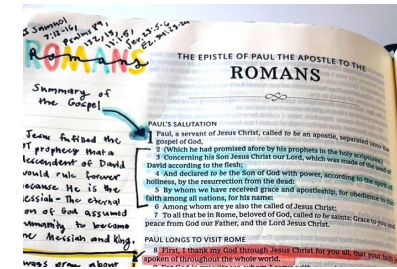 2 Samuel
7:12-16,
Psalms 89,
132, Isa 11:1-5,
Jer. 23:5-6
Ez. 34:23-24
ROMANS
Romans
Summary of
the Gospel
Jesus fulfilled the
OT prophecy that a
descendent of David
would rule forever
because He is the
Messiah - The eternal
Son of God assumed
humanity to become
the Messiah and King.
always pray about
THE EPISTLE OF PAUL THE APOSTLE TO THE
ROMANS
PAUL'S SALUTATION
1 Paul, a servant of Jesus Christ, called to be an apostle, separated unto the
gospel of God,
2 (Which he had promised afore by his prophets in the holy scriptures,)
3 Concerning his Son Jesus Christ our Lord, which was made of the seed of
David according to the flesh;
4 And declared to be the Son of God with power, according to the spirit of
holiness, by the resurrection from the dead:
5 By whom we have received grace and apostleship, for obedience to the
faith among all nations, for his name:
6 Among whom are ye also the called of Jesus Christ:
7 To all that be in Rome, beloved of God, called to be saints: Grace to you and
peace from God our Father, and the Lord Jesus Christ.
PAUL LONGS TO VISIT ROME
8 First, I thank my God through Jesus Christ for you all, that your faith is
spoken of throughout the whole world.